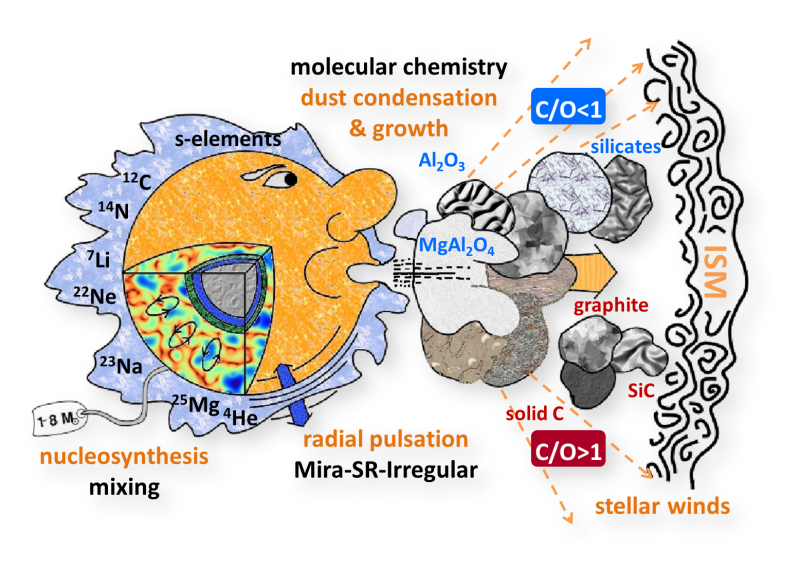 molecular chemistry
dust condensation
& growth
C/O<1
s-elements
Al₂O₃
silicates
¹²C
¹⁴N
MgAl₂O₄
⁷Li
²²Ne
ISM
graphite
²³Na
SiC
²⁵Mg
⁴He
solid C
1-8 M☉
radial pulsation
C/O>1
nucleosynthesis
Mira-SR-Irregular
mixing
stellar winds